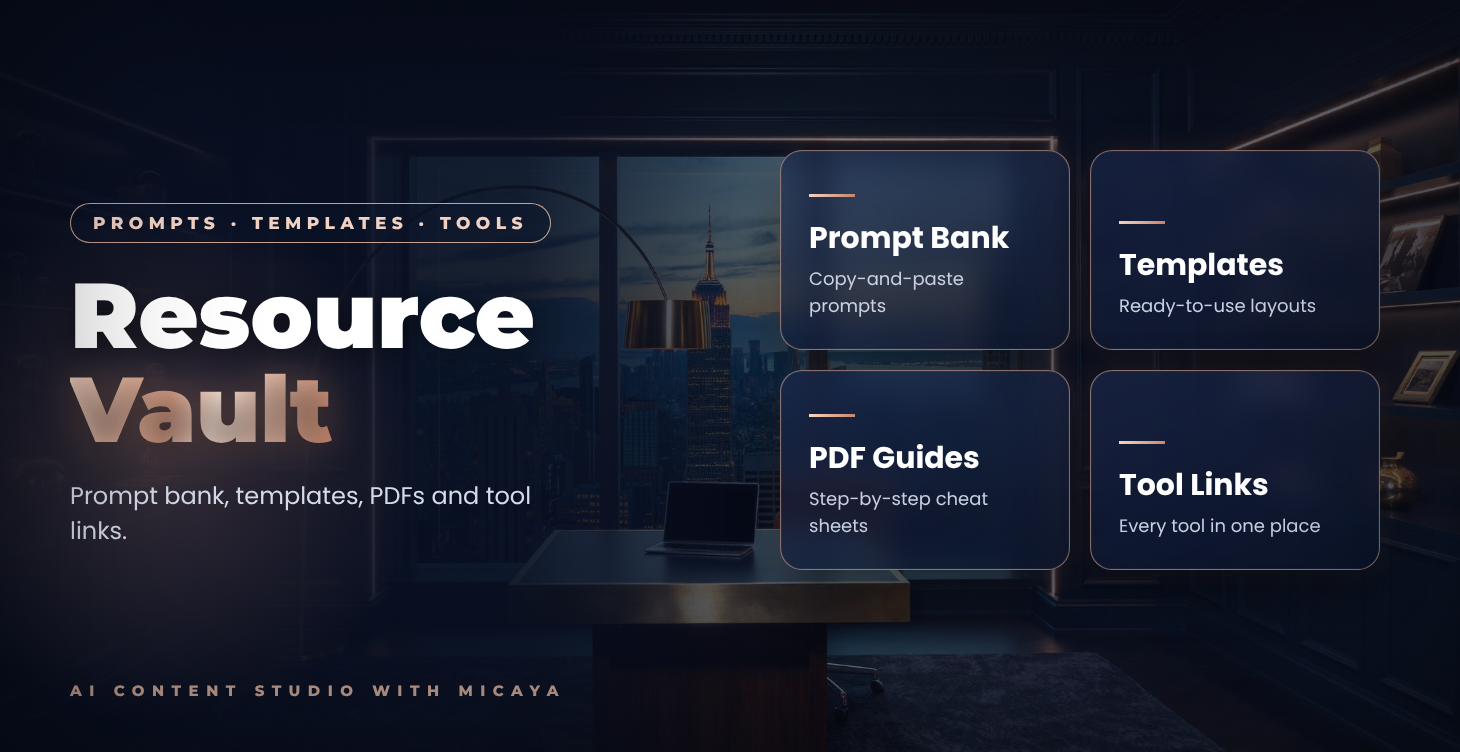 PROMPTS · TEMPLATES · TOOLS
Resource
Vault
Prompt bank, templates, PDFs and tool
links.
Prompt Bank
Copy-and-paste
prompts
Templates
Ready-to-use layouts
PDF Guides
Step-by-step cheat
sheets
Tool Links
Every tool in one place
AI CONTENT STUDIO WITH MICAYA